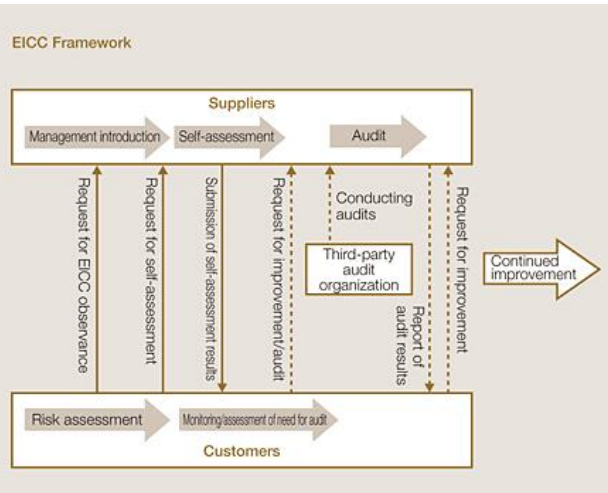 EICC Framework
Suppliers
Management introduction
Self-assessment
Audit
Request for EICC
observance
Request for self-assessment
Submission of
self-assessment results
Request for improvement/audit
Conducting
audits
Third-party
audit
organization
Report of
audit results
Request for improvement
Continued
improvement
Risk assessment
Monitoring/assessment of need for audit
Customers